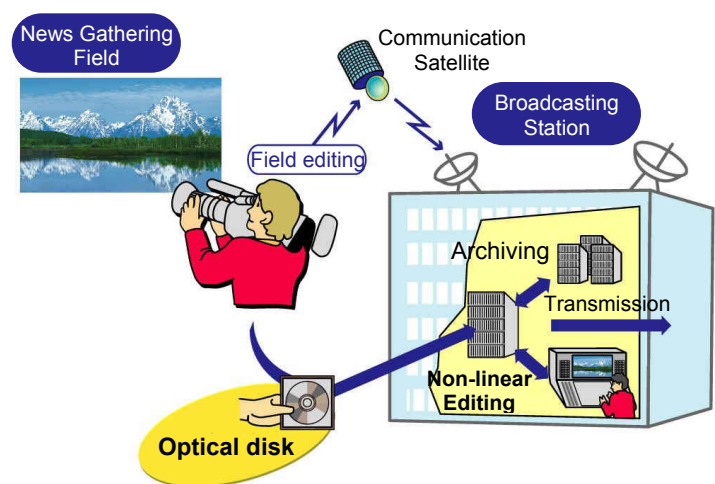 News Gathering
Field
Communication
Satellite
Broadcasting
Station
Field editing
Archiving
Transmission
Non-linear
Editing
Optical disk